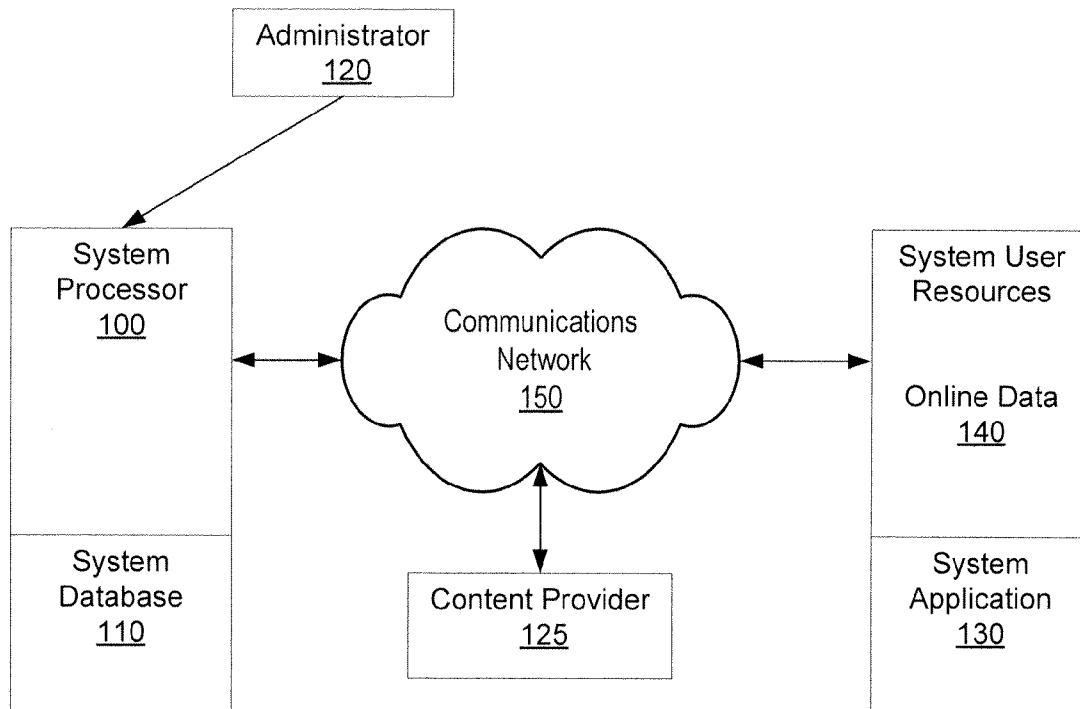 Administrator
120
System
Processor
100
Communications
Network
150
System User
Resources
Online Data
140
System
Database
110
Content Provider
125
System
Application
130